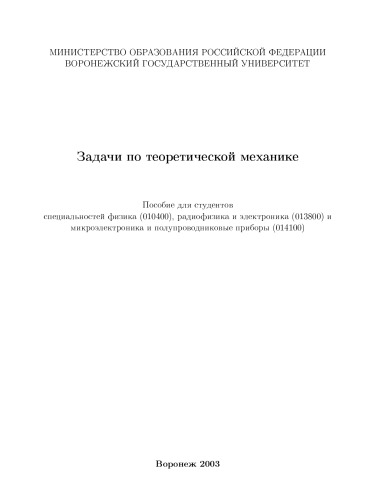 МИНИСТЕРСТВО ОБРАЗОВАНИЯ РОССИЙСКОЙ ФЕДЕРАЦИИ
ВОРОНЕЖСКИЙ ГОСУДАРСТВЕННЫЙ УНИВЕРСИТЕТ
Задачи по теоретической механике
Пособие для студентов
специальностей физика (010400), радиофизика и электроника (013800) и
микроэлектроника и полупроводниковые приборы (014100)
Воронеж 2003